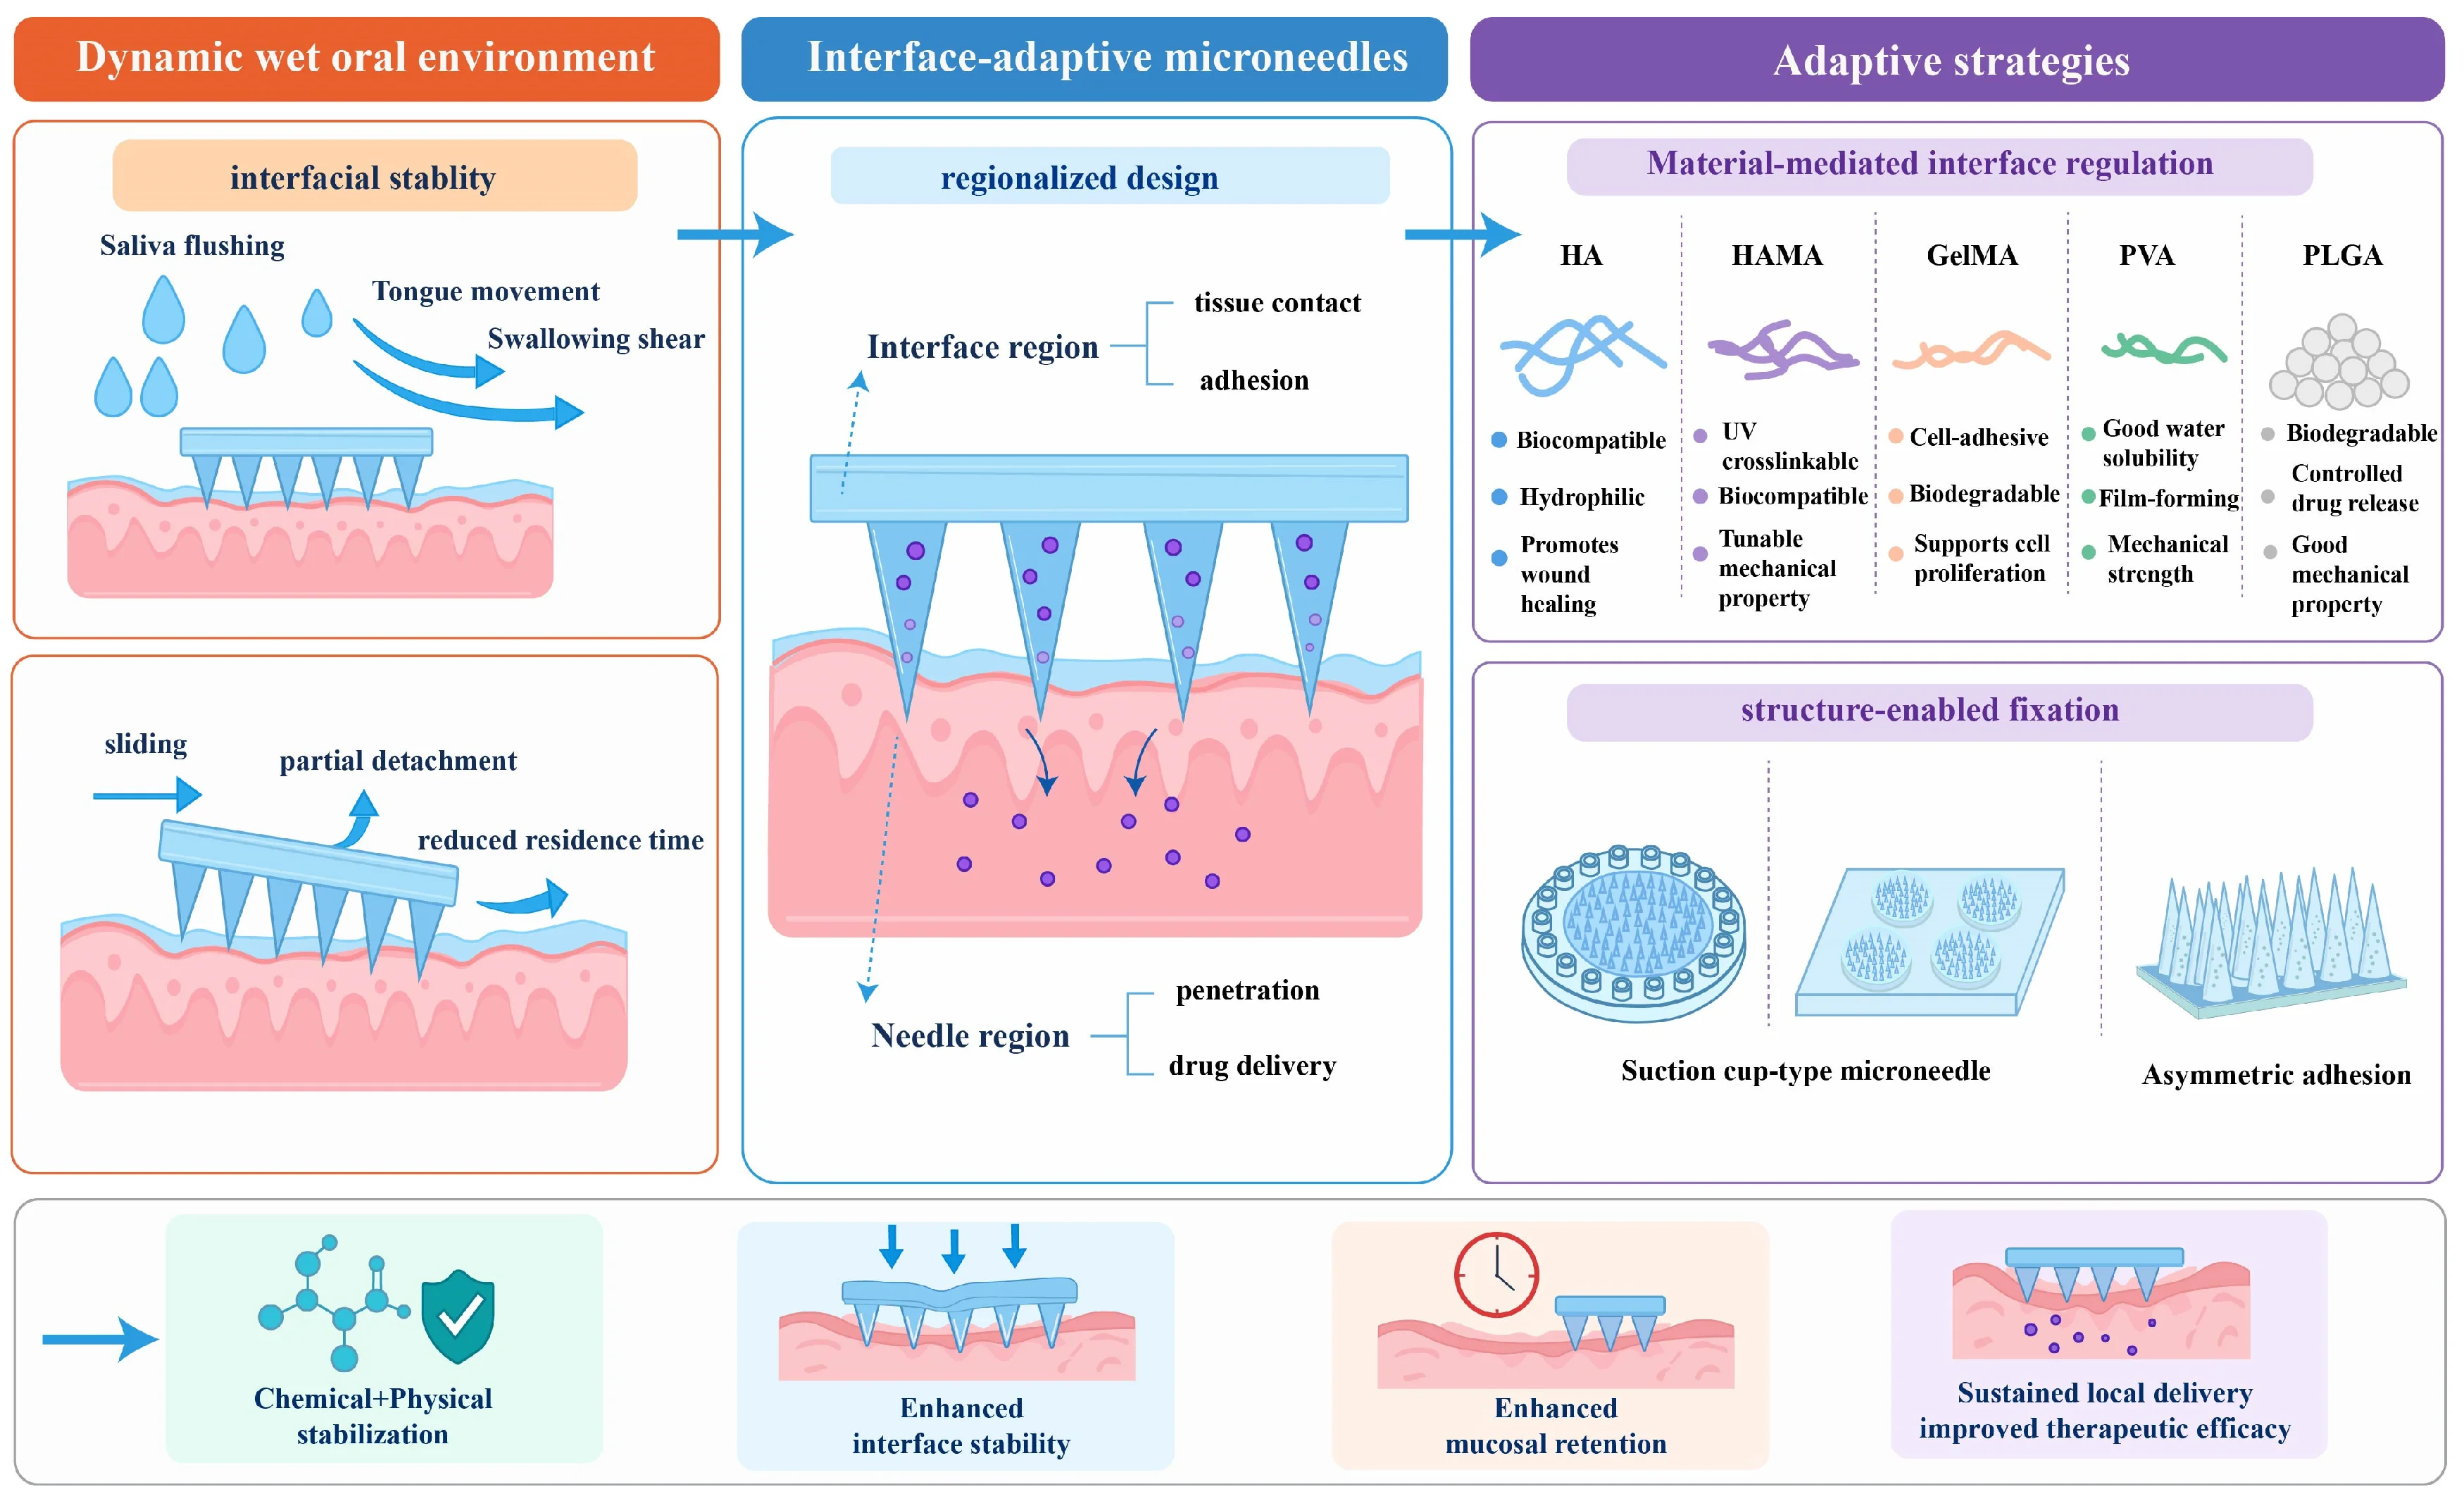 Dynamic wet oral environment
interfacial stablity
Saliva flushing
Tongue movement
Swallowing shear
sliding
partial detachment
reduced residence time
Interface-adaptive microneedles
regionalized design
Interface region
tissue contact
adhesion
Needle region
penetration
drug delivery
Adaptive strategies
Material-mediated interface regulation
HA
Biocompatible
Hydrophilic
Promotes
wound
healing
HAMA
UV
crosslinkable
Biocompatible
Tunable
mechanical
property
GelMA
Cell-adhesive
Biodegradable
Supports cell
proliferation
PVA
Good water
solubility
Film-forming
Mechanical
strength
PLGA
Biodegradable
Controlled
drug release
Good
mechanical
property
structure-enabled fixation
Suction cup-type microneedle
Asymmetric adhesion
Chemical+Physical
stabilization
Enhanced
interface stability
Enhanced
mucosal retention
Sustained local delivery
improved therapeutic efficacy